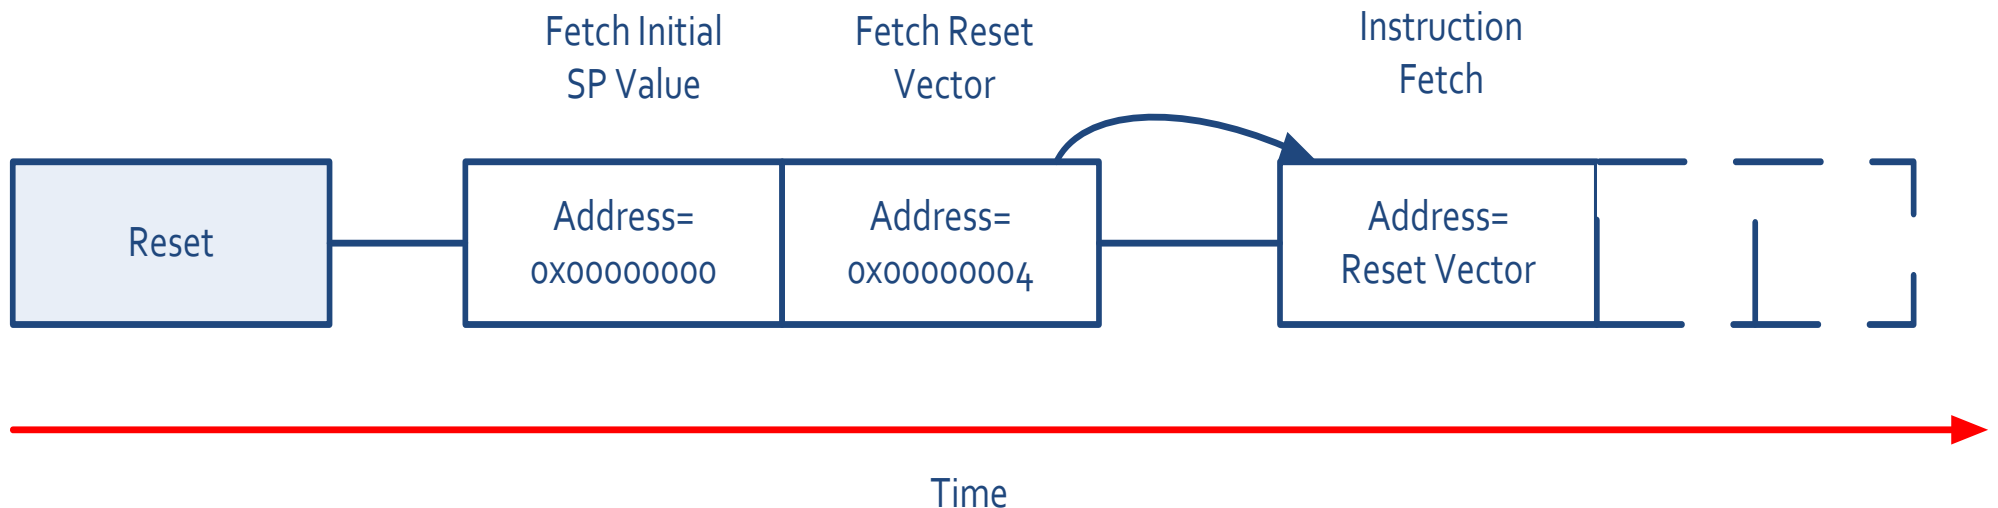 Fetch Initial
SP Value
Fetch Reset
Vector
Instruction
Fetch
Reset
Address=
0x00000000
Address=
0x00000004
Address=
Reset Vector
Time